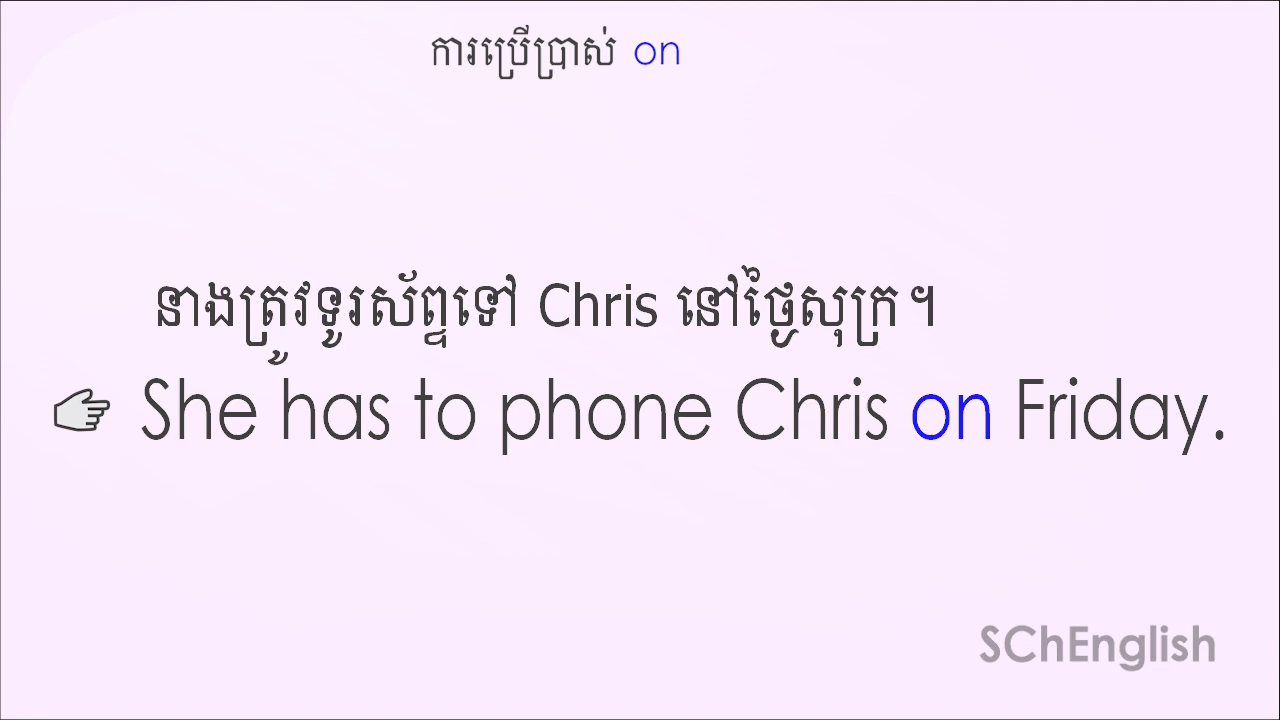 ការប្រើប្រាស់ on
នាងត្រូវទូរស័ព្ទទៅ Chris នៅថ្ងៃសុក្រ។
She has to phone Chris on Friday.
SChEnglish